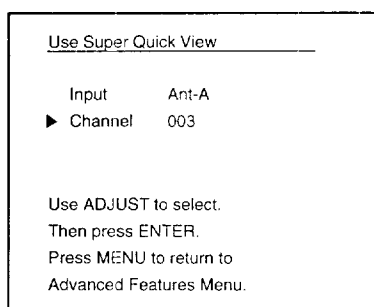 Use Super Quick View
Input Ant-A
▶ Channel 003
Use ADJUST to select.
Then press ENTER.
Press MENU to return to
Advanced Features Menu.